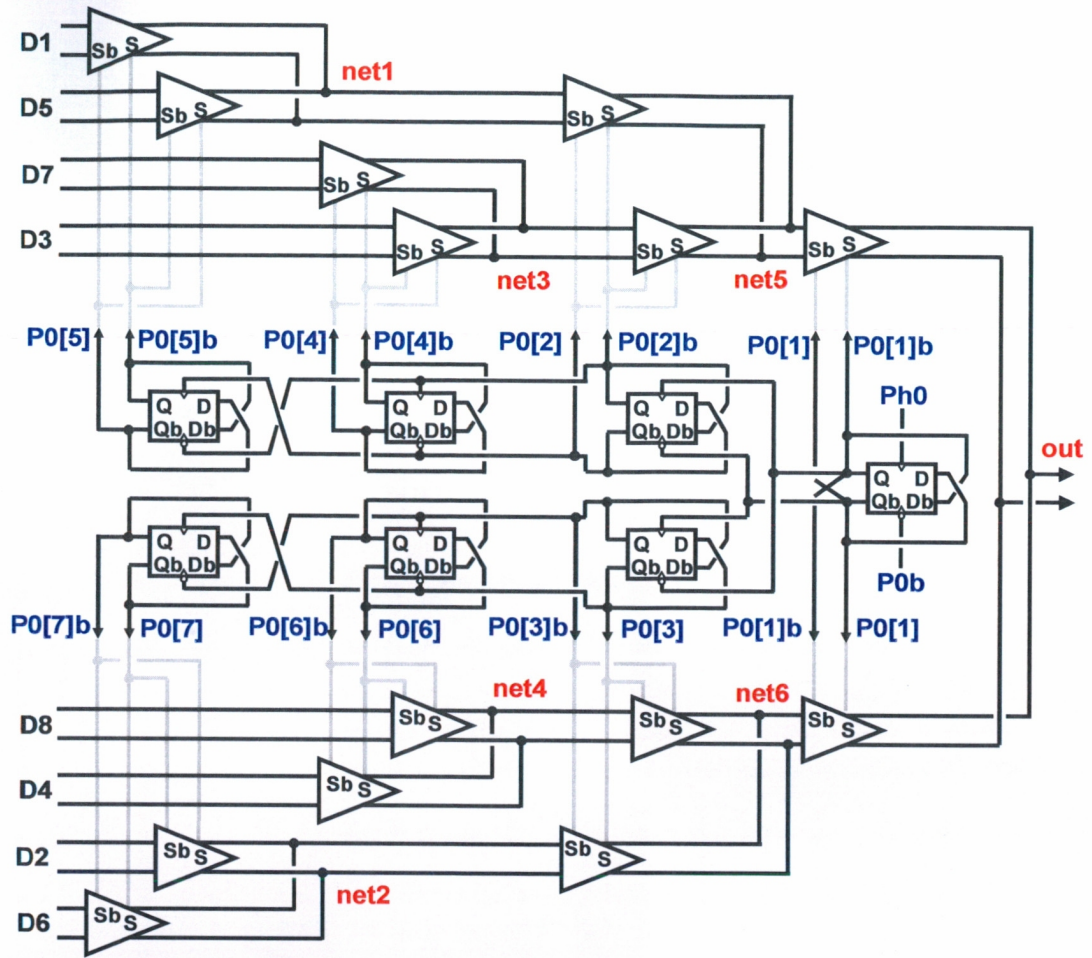 D1
Sb S
net1
D5
Sb S
Sb S
D7
Sb S
D3
Sb S
Sb S
Sb S
net3
net5
P0[5] P0[5]b P0[4] P0[4]b P0[2] P0[2]b P0[1] P0[1]b
Ph0
Q D
Qb Db
Q D
Qb Db
Q D
Qb Db
out
Q D
Qb Db
Q D
Qb Db
Q D
Qb Db
Q D
Qb Db
P0b
P0[7]b P0[7] P0[6]b P0[6] P0[3]b P0[3] P0[1]b P0[1]
net4
net6
D8
Sb S
Sb S
Sb S
D4
Sb S
D2
Sb S
Sb S
net2
D6
Sb S